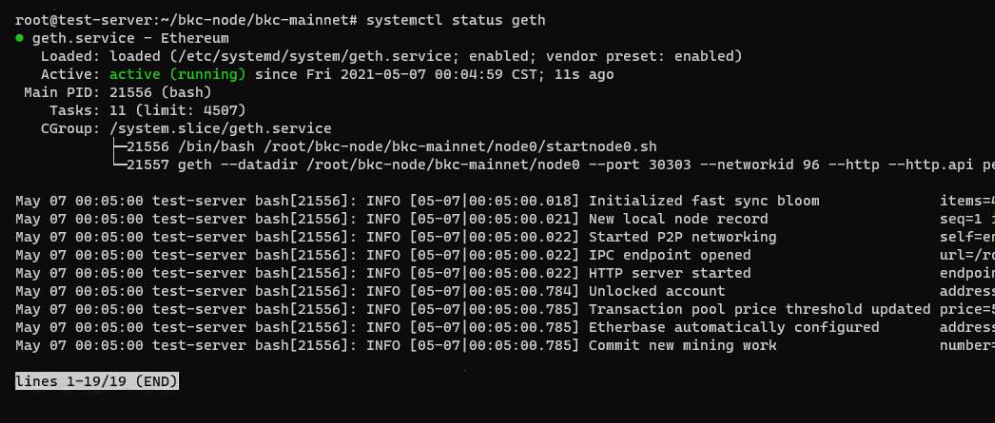 root@test-server:~/bkc-node/bkc-mainnet# systemctl status geth
● geth.service - Ethereum
Loaded: loaded (/etc/systemd/system/geth.service; enabled; vendor preset: enabled)
Active: active (running) since Fri 2021-05-07 00:04:59 CST; 11s ago
Main PID: 21556 (bash)
Tasks: 11 (limit: 4507)
CGroup: /system.slice/geth.service
├─21556 /bin/bash /root/bkc-node/bkc-mainnet/node0/startnode0.sh
└─21557 geth --datadir /root/bkc-node/bkc-mainnet/node0 --port 30303 --networkid 96 --http --http.api pe
May 07 00:05:00 test-server bash[21556]: INFO [05-07|00:05:00.018] Initialized fast sync bloom items=4
May 07 00:05:00 test-server bash[21556]: INFO [05-07|00:05:00.021] New local node record seq=1 i
May 07 00:05:00 test-server bash[21556]: INFO [05-07|00:05:00.022] Started P2P networking self=en
May 07 00:05:00 test-server bash[21556]: INFO [05-07|00:05:00.022] IPC endpoint opened url=/ro
May 07 00:05:00 test-server bash[21556]: INFO [05-07|00:05:00.022] HTTP server started endpoin
May 07 00:05:00 test-server bash[21556]: INFO [05-07|00:05:00.784] Unlocked account address
May 07 00:05:00 test-server bash[21556]: INFO [05-07|00:05:00.785] Transaction pool price threshold updated price=5
May 07 00:05:00 test-server bash[21556]: INFO [05-07|00:05:00.785] Etherbase automatically configured address
May 07 00:05:00 test-server bash[21556]: INFO [05-07|00:05:00.785] Commit new mining work number=
lines 1-19/19 (END)